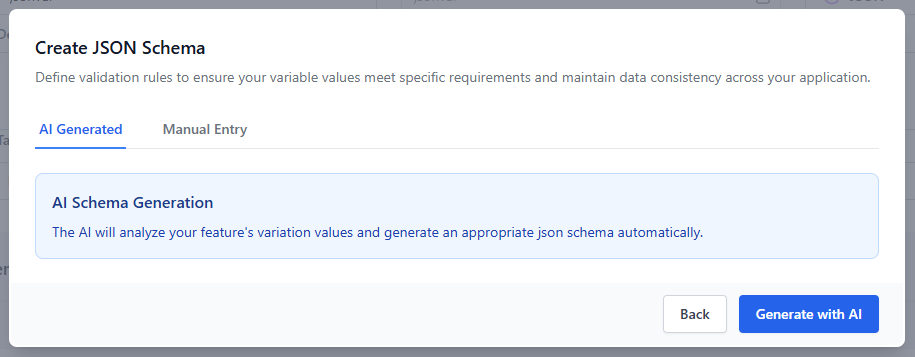 JSON
Create JSON Schema
Define validation rules to ensure your variable values meet specific requirements and maintain data consistency across your application.
AI Generated
Manual Entry
AI Schema Generation
The AI will analyze your feature's variation values and generate an appropriate json schema automatically.
Back
Generate with AI